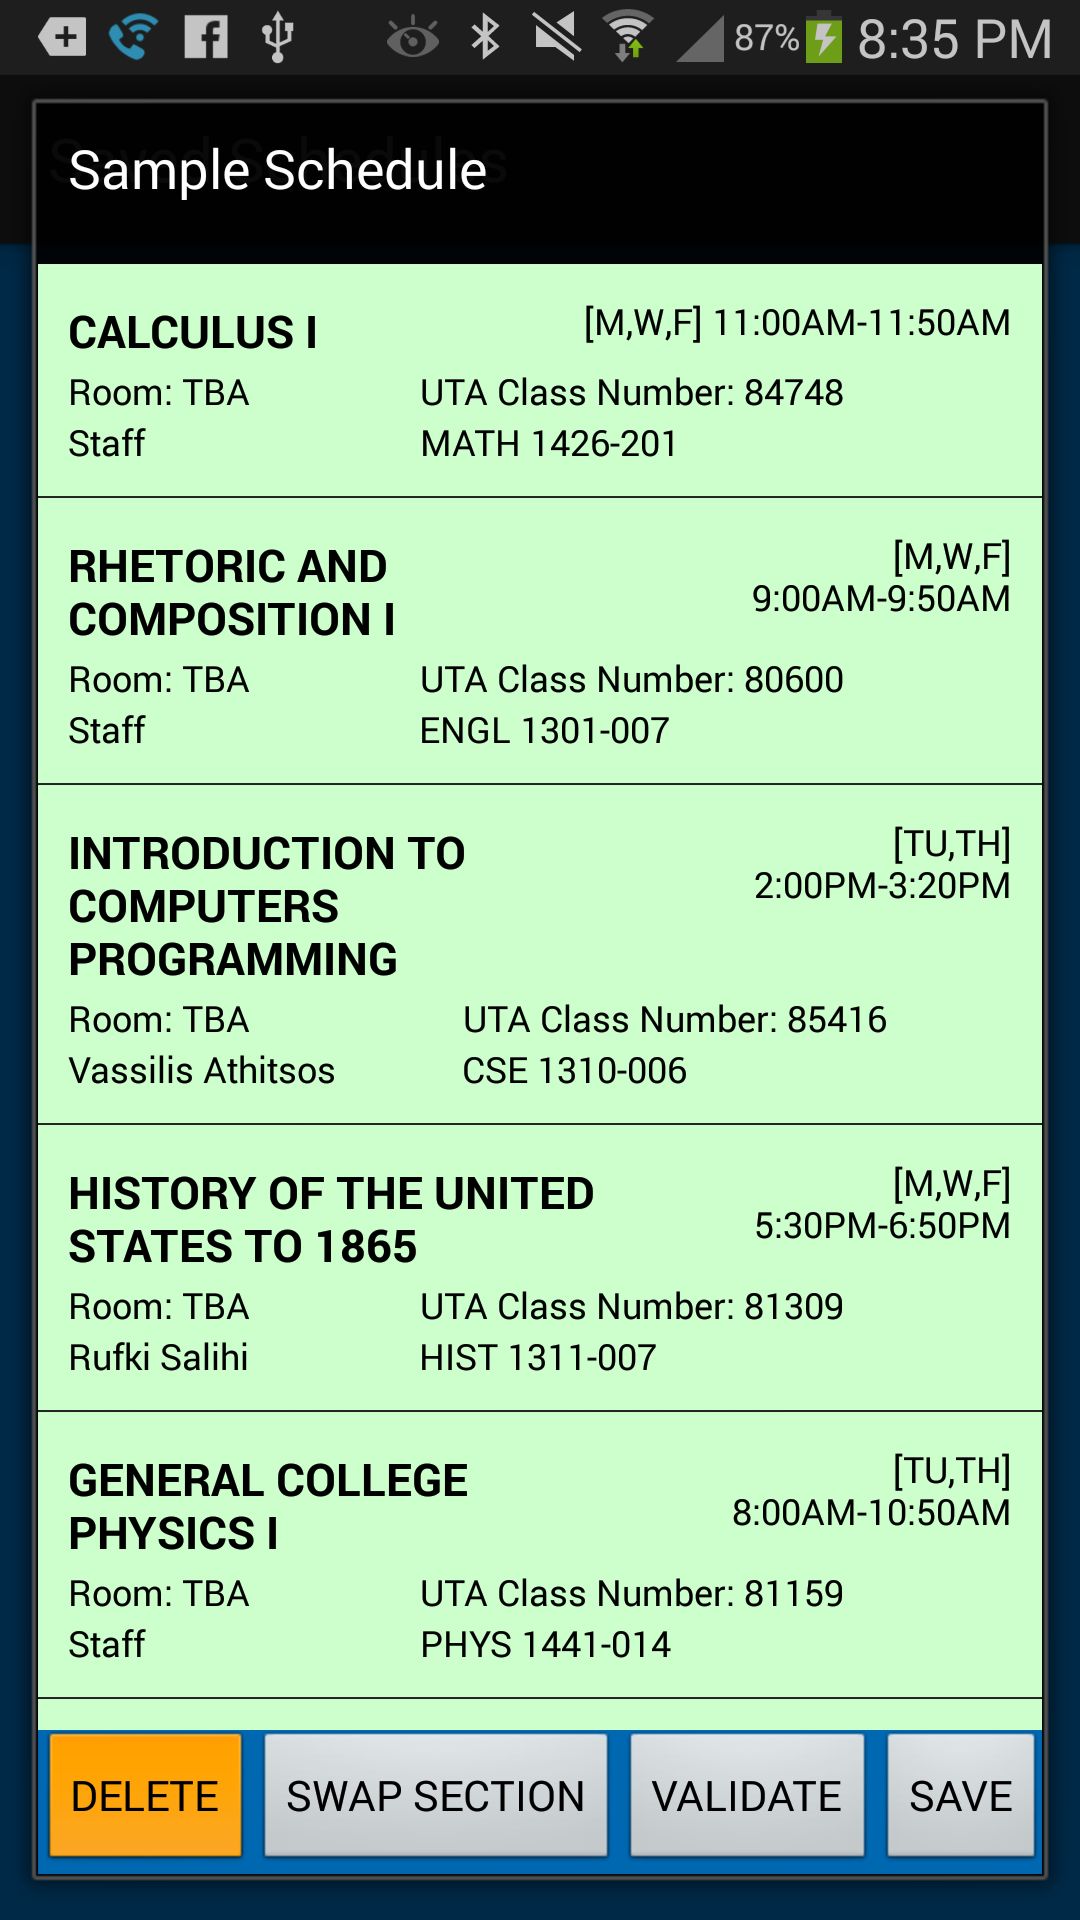 87% 8:35 PM
Sample Schedule
CALCULUS I [M,W,F] 11:00AM-11:50AM
Room: TBA UTA Class Number: 84748
Staff MATH 1426-201
RHETORIC AND [M,W,F]
COMPOSITION I 9:00AM-9:50AM
Room: TBA UTA Class Number: 80600
Staff ENGL 1301-007
INTRODUCTION TO [TU,TH]
COMPUTERS 2:00PM-3:20PM
PROGRAMMING
Room: TBA UTA Class Number: 85416
Vassilis Athitsos CSE 1310-006
HISTORY OF THE UNITED [M,W,F]
STATES TO 1865 5:30PM-6:50PM
Room: TBA UTA Class Number: 81309
Rufki Salihi HIST 1311-007
GENERAL COLLEGE [TU,TH]
PHYSICS I 8:00AM-10:50AM
Room: TBA UTA Class Number: 81159
Staff PHYS 1441-014
DELETE SWAP SECTION VALIDATE SAVE